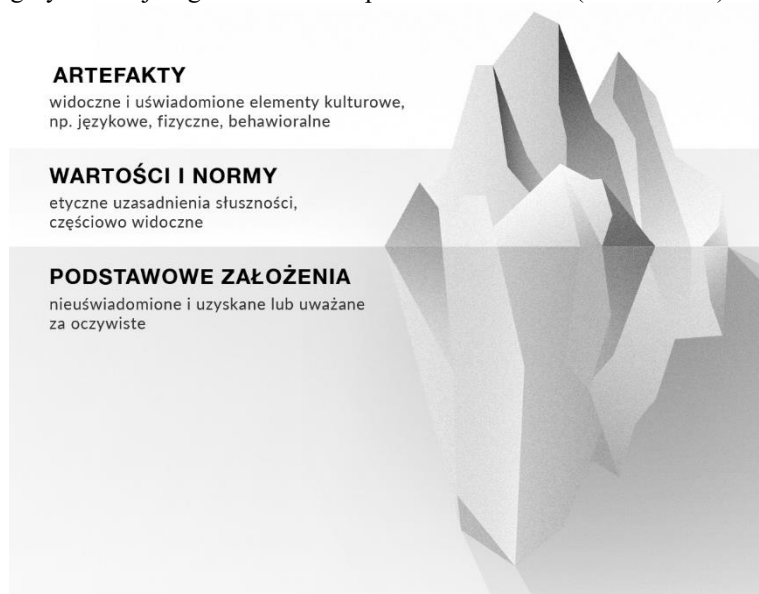 ARTEFAKTY
widoczne i uświadomione elementy kulturowe,
np. językowe, fizyczne, behawioralne
WARTOŚCI I NORMY
etyczne uzasadnienia słuszności,
częściowo widoczne
PODSTAWOWE ZAŁOŻENIA
nieuświadomione i uzyskane lub uważane
za oczywiste